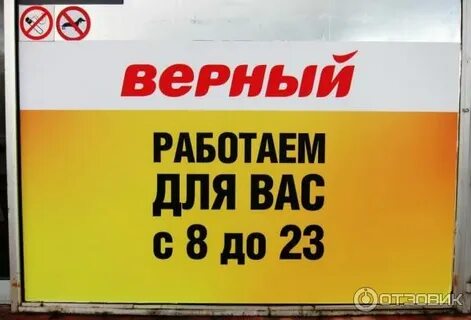 ВЕРНЫЙ
РАБОТАЕМ
ДЛЯ ВАС
с 8 до 23
ОТЗОВИК